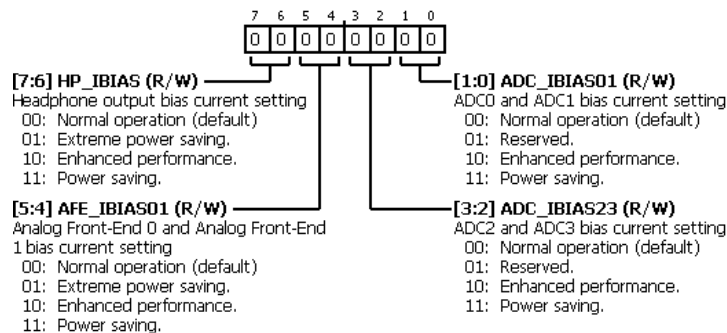 7 6 5 4 3 2 1 0
0 0 0 0 0 0 0 0
[7:6] HP_IBIAS (R/W)
Headphone output bias current setting
00: Normal operation (default)
01: Extreme power saving.
10: Enhanced performance.
11: Power saving.
[5:4] AFE_IBIAS01 (R/W)
Analog Front-End 0 and Analog Front-End
1 bias current setting
00: Normal operation (default)
01: Extreme power saving.
10: Enhanced performance.
11: Power saving.
[1:0] ADC_IBIAS01 (R/W)
ADC0 and ADC1 bias current setting
00: Normal operation (default)
01: Reserved.
10: Enhanced performance.
11: Power saving.
[3:2] ADC_IBIAS23 (R/W)
ADC2 and ADC3 bias current setting
00: Normal operation (default)
01: Reserved.
10: Enhanced performance.
11: Power saving.